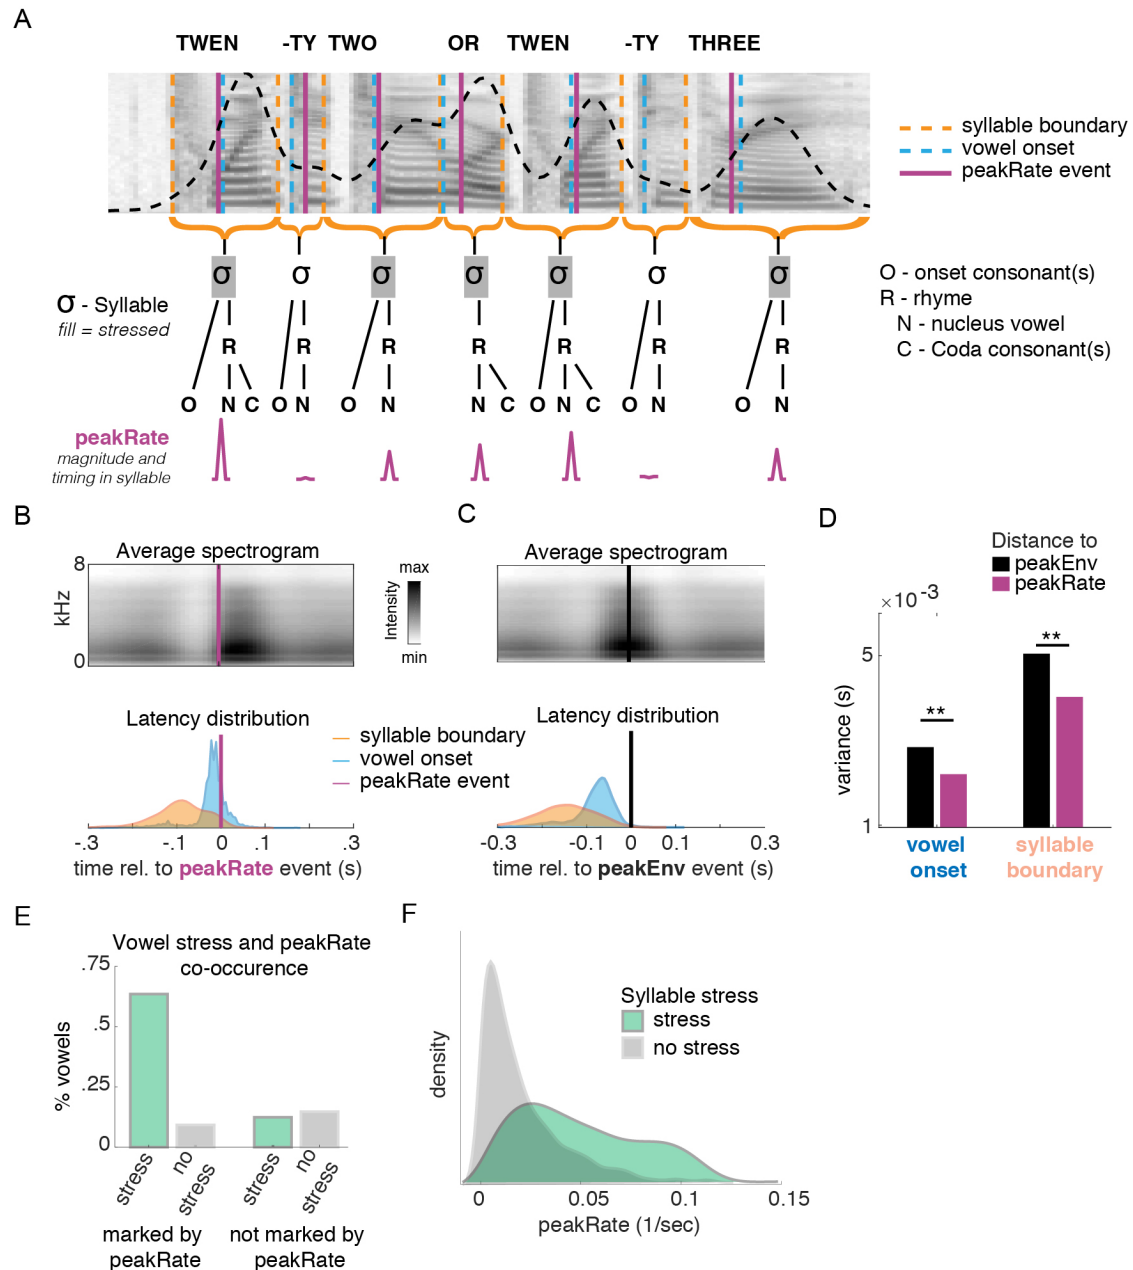 A
TWEN -TY TWO OR TWEN -TY THREE
syllable boundary
vowel onset
peakRate event
σ σ σ σ σ σ σ
σ - Syllable
fill = stressed
O - onset consonant(s)
R - rhyme
N - nucleus vowel
C - Coda consonant(s)
R R R R R R R
O N C O N O N N C O N C O N O N
peakRate
magnitude and
timing in syllable
B
Average spectrogram
8
kHz
0
-.3 0 .3
max
Intensity
min
Latency distribution
syllable boundary
vowel onset
peakRate event
-.3 -.1 0 .1 .3
time rel. to peakRate event (s)
C
Average spectrogram
Latency distribution
-0.3 -0.1 0 0.1 0.3
time rel. to peakEnv event (s)
D
Distance to
peakEnv
peakRate
×10⁻³
5
variance (s)
1
**
**
vowel
onset
syllable
boundary
E
Vowel stress and peakRate
co-occurence
.75
.5
.25
0
% vowels
stress
no
stress
stress
no
stress
marked by
peakRate
not marked by
peakRate
F
density
Syllable stress
stress
no stress
0 0.05 0.1 0.15
peakRate (1/sec)